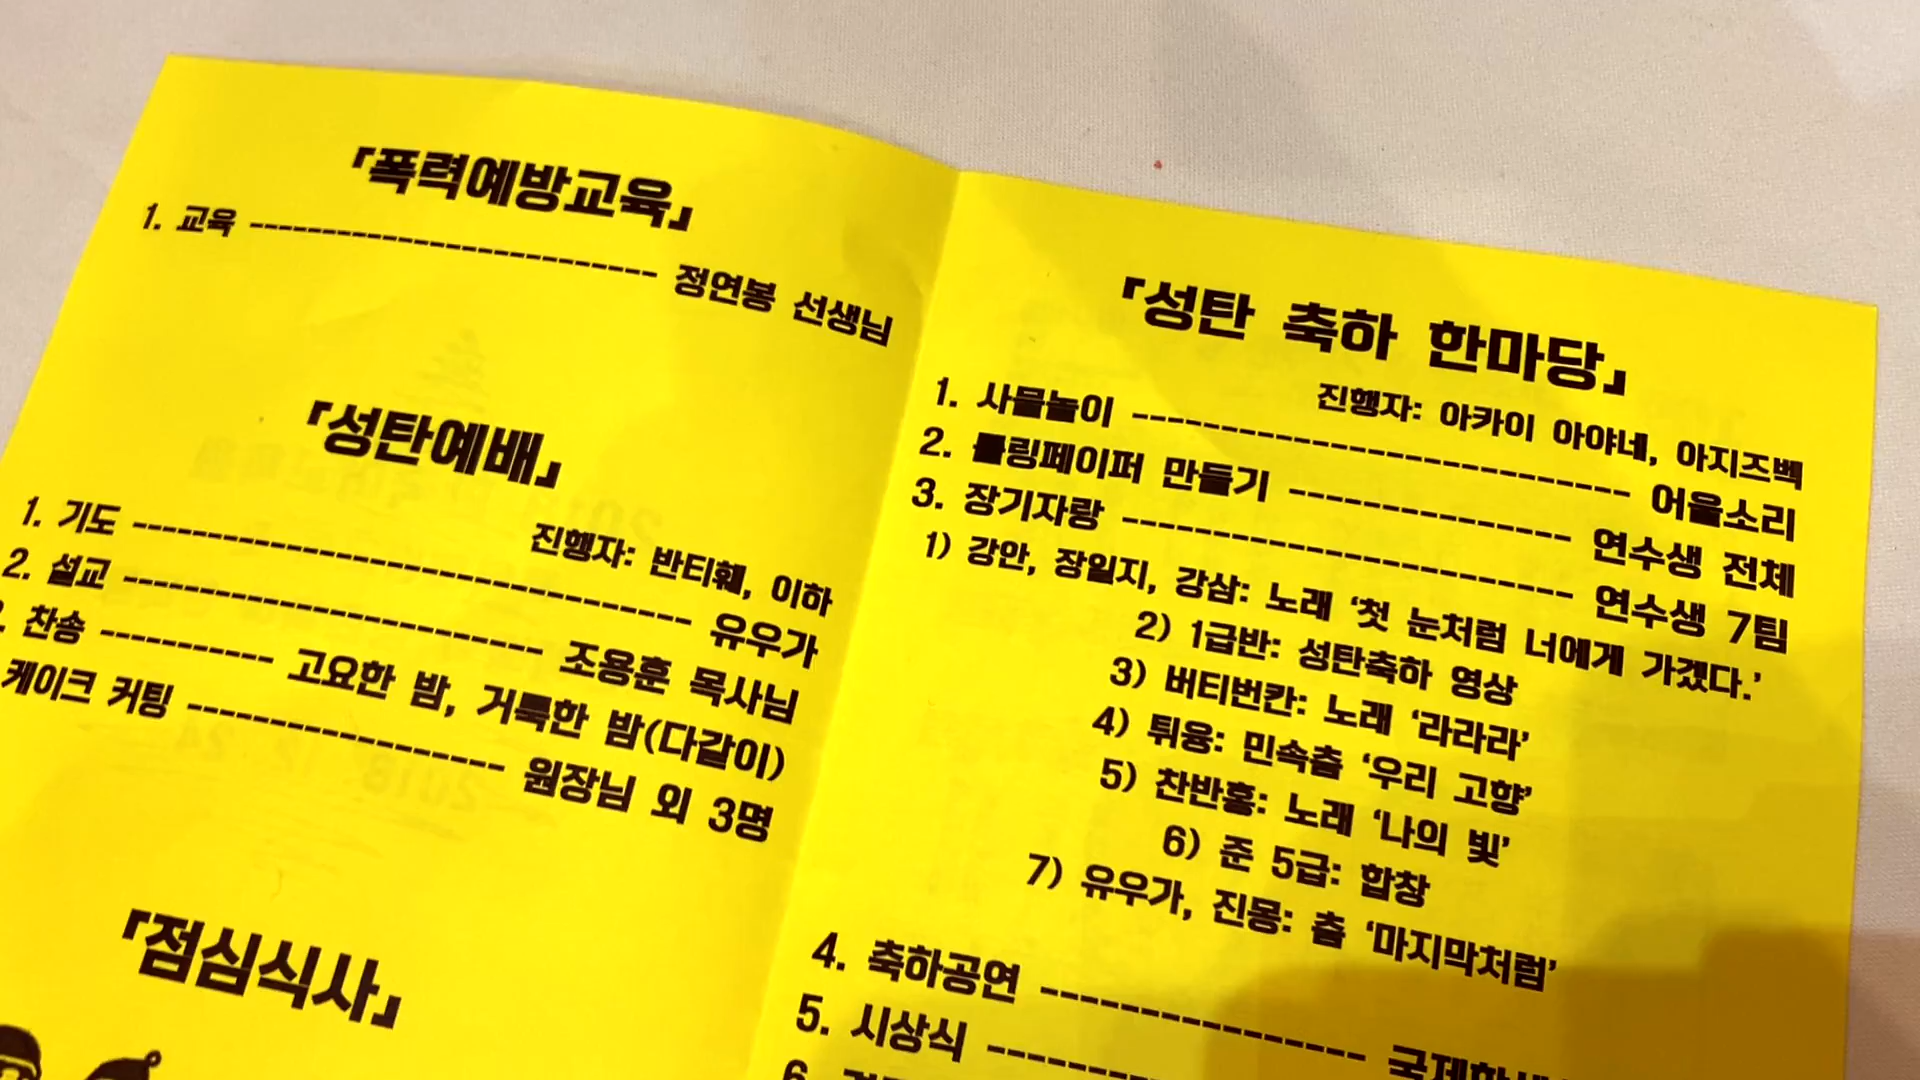 「폭력예방교육」
1. 교육 ---------------------------- 정연봉 선생님
「성탄예배」
진행자: 반티훼, 이하
1. 기도 -------------------------------------- 유우가
2. 설교 ----------------------------- 조용훈 목사님
찬송 ------------ 고요한 밤, 거룩한 밤(다같이)
케이크 커팅 ---------------------- 원장님 외 3명
「점심식사」
「성탄 축하 한마당」
진행자: 아카이 아야네, 아지즈벡
1. 사물놀이 ---------------------------------- 어울소리
2. 롤링페이퍼 만들기 ------------------- 연수생 전체
3. 장기자랑 ------------------------------- 연수생 7팀
1) 강안, 장일지, 강삼: 노래 ‘첫 눈처럼 너에게 가겠다.’
2) 1급반: 성탄축하 영상
3) 버티번칸: 노래 ‘라라라’
4) 튀융: 민속춤 ‘우리 고향’
5) 찬반홍: 노래 ‘나의 빛’
6) 준 5급: 합창
7) 유우가, 진몽: 춤 ‘마지막처럼’
4. 축하공연 ----------------------
5. 시상식 -------------
6.